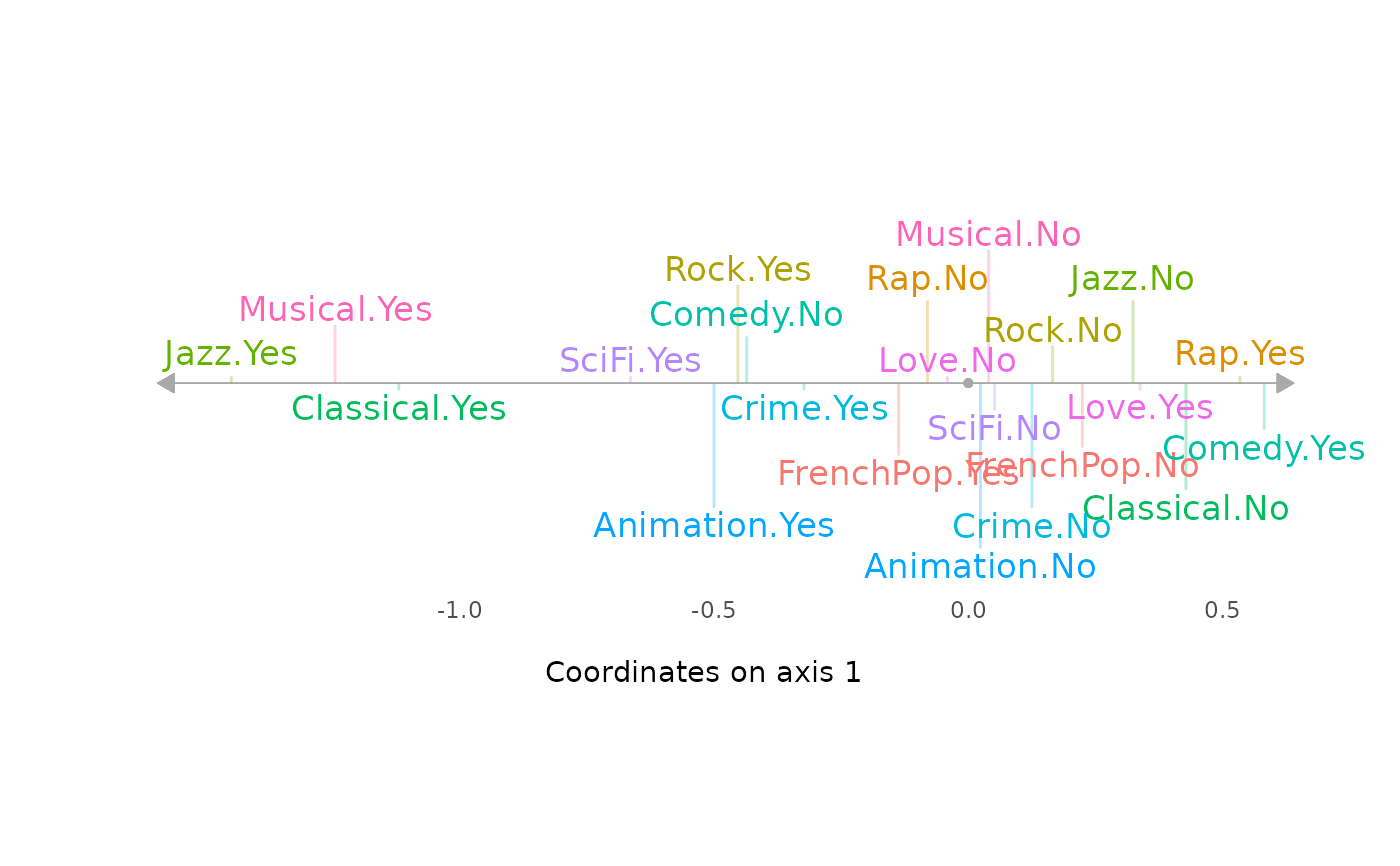 Musical.No
Rock.Yes
Rap.No
Jazz.No
Musical.Yes
Comedy.No
Rock.No
Jazz.Yes
SciFi.Yes
Love.No
Rap.Yes
Classical.Yes
Crime.Yes
Love.Yes
SciFi.No
Comedy.Yes
FrenchPop.Yes
FrenchPop.No
Classical.No
Animation.Yes
Crime.No
Animation.No
-1.0 -0.5 0.0 0.5
Coordinates on axis 1